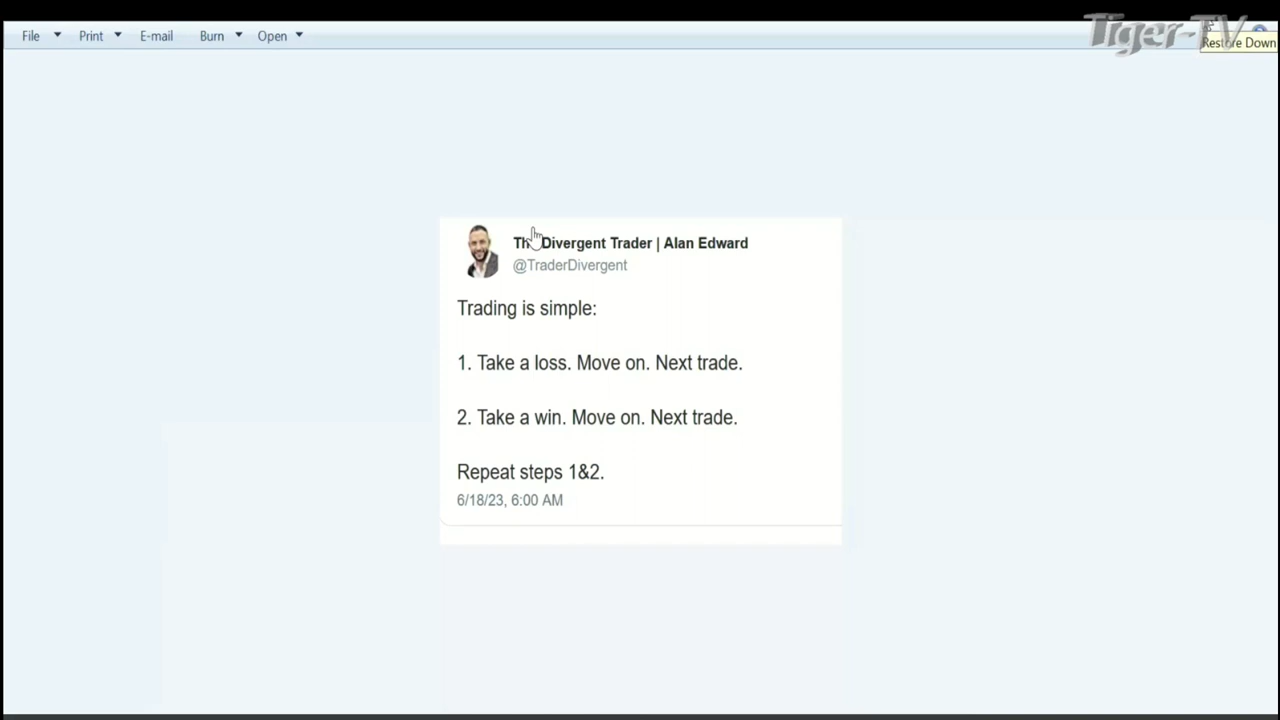 File Print E-mail Burn Open
Tiger-TV
Restore Down
The Divergent Trader | Alan Edward
@TraderDivergent
Trading is simple:
1. Take a loss. Move on. Next trade.
2. Take a win. Move on. Next trade.
Repeat steps 1&2.
6/18/23, 6:00 AM